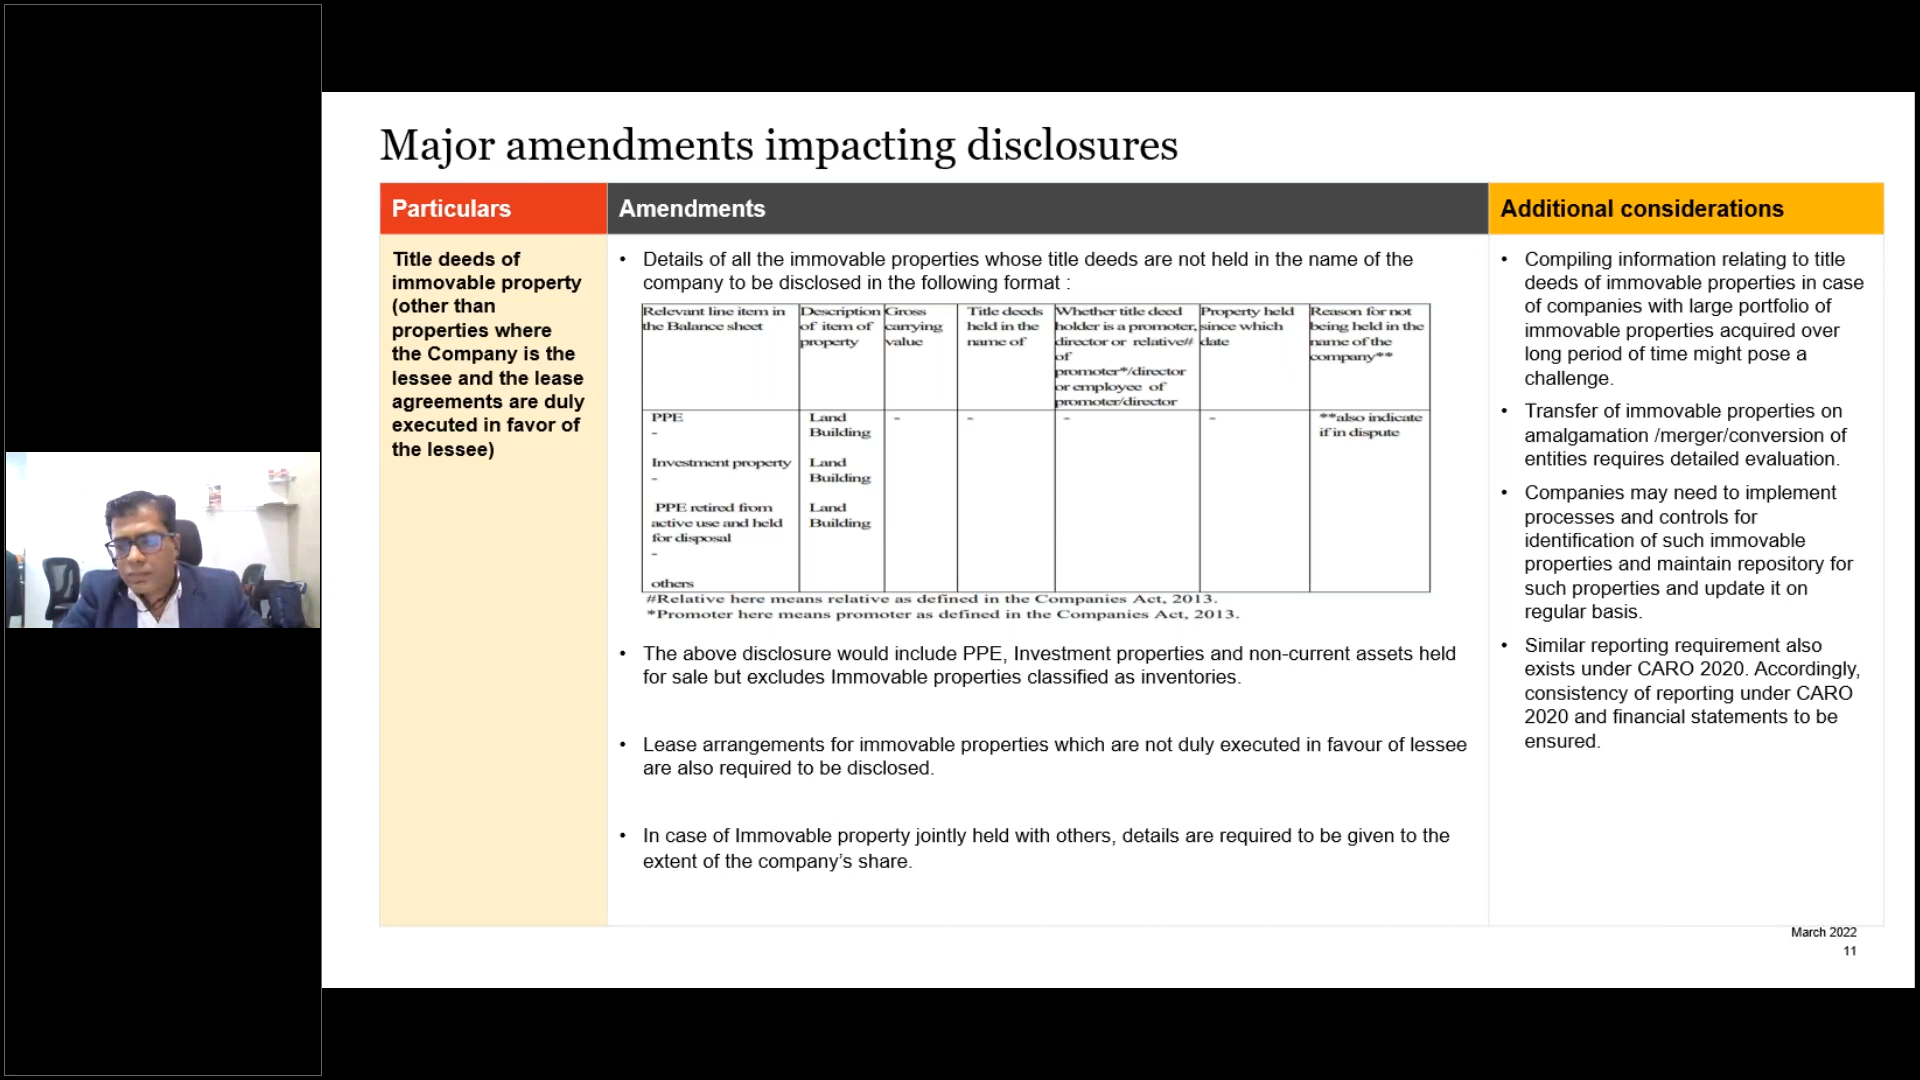 Major amendments impacting disclosures
Particulars
Amendments
Additional considerations
Title deeds of
immovable property
(other than
properties where
the Company is the
lessee and the lease
agreements are duly
executed in favor of
the lessee)
• Details of all the immovable properties whose title deeds are not held in the name of the
company to be disclosed in the following format :
Relevant line item in
the Balance sheet
Description
of item of
property
Gross
carrying
value
Title deeds
held in the
name of
Whether title deed
holder is a promoter,
director or relative#
of
promoter*/director
or employee of
promoter/director
Property held
since which
date
Reason for not
being held in the
name of the
company**
PPE
-
Investment property
-
PPE retired from
active use and held
for disposal
-
others
Land
Building
Land
Building
Land
Building
-
-
-
-
**also indicate
if in dispute
#Relative here means relative as defined in the Companies Act, 2013.
*Promoter here means promoter as defined in the Companies Act, 2013.
• The above disclosure would include PPE, Investment properties and non-current assets held
for sale but excludes Immovable properties classified as inventories.
• Lease arrangements for immovable properties which are not duly executed in favour of lessee
are also required to be disclosed.
• In case of Immovable property jointly held with others, details are required to be given to the
extent of the company’s share.
• Compiling information relating to title
deeds of immovable properties in case
of companies with large portfolio of
immovable properties acquired over
long period of time might pose a
challenge.
• Transfer of immovable properties on
amalgamation /merger/conversion of
entities requires detailed evaluation.
• Companies may need to implement
processes and controls for
identification of such immovable
properties and maintain repository for
such properties and update it on
regular basis.
• Similar reporting requirement also
exists under CARO 2020. Accordingly,
consistency of reporting under CARO
2020 and financial statements to be
ensured.
March 2022
11